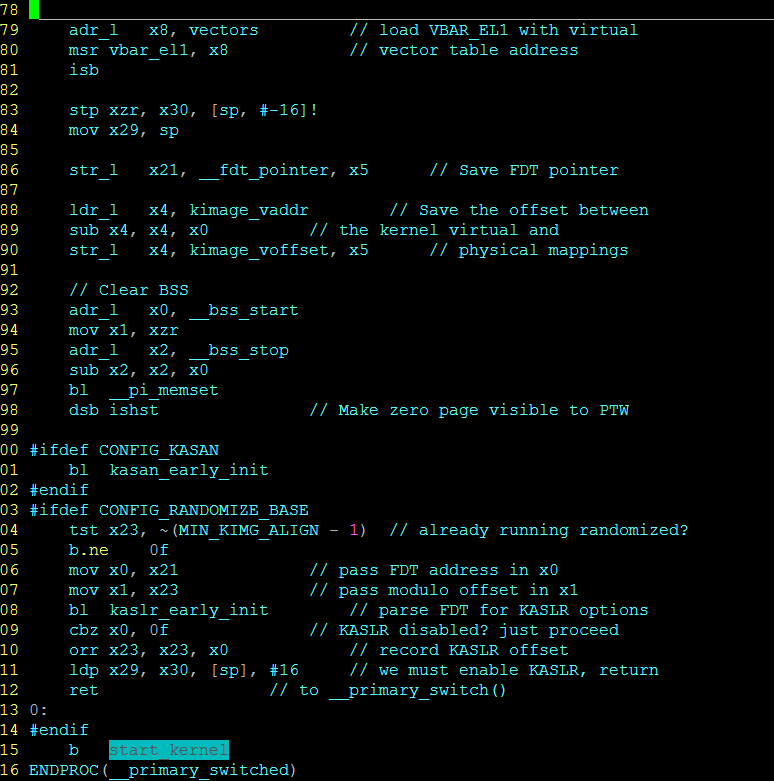 78
79     adr_l   x8, vectors         // load VBAR_EL1 with virtual
80     msr vbar_el1, x8            // vector table address
81     isb
82
83     stp xzr, x30, [sp, #-16]!
84     mov x29, sp
85
86     str_l   x21, __fdt_pointer, x5      // Save FDT pointer
87
88     ldr_l   x4, kimage_vaddr        // Save the offset between
89     sub x4, x4, x0          // the kernel virtual and
90     str_l   x4, kimage_voffset, x5      // physical mappings
91
92     // Clear BSS
93     adr_l   x0, __bss_start
94     mov x1, xzr
95     adr_l   x2, __bss_stop
96     sub x2, x2, x0
97     bl  __pi_memset
98     dsb ishst               // Make zero page visible to PTW
99
00 #ifdef CONFIG_KASAN
01     bl  kasan_early_init
02 #endif
03 #ifdef CONFIG_RANDOMIZE_BASE
04     tst x23, ~(MIN_KIMG_ALIGN - 1)  // already running randomized?
05     b.ne    0f
06     mov x0, x21             // pass FDT address in x0
07     mov x1, x23             // pass modulo offset in x1
08     bl  kaslr_early_init        // parse FDT for KASLR options
09     cbz x0, 0f              // KASLR disabled? just proceed
10     orr x23, x23, x0            // record KASLR offset
11     ldp x29, x30, [sp], #16     // we must enable KASLR, return
12     ret                 // to __primary_switch()
13 0:
14 #endif
15     b   start_kernel
16 ENDPROC(__primary_switched)